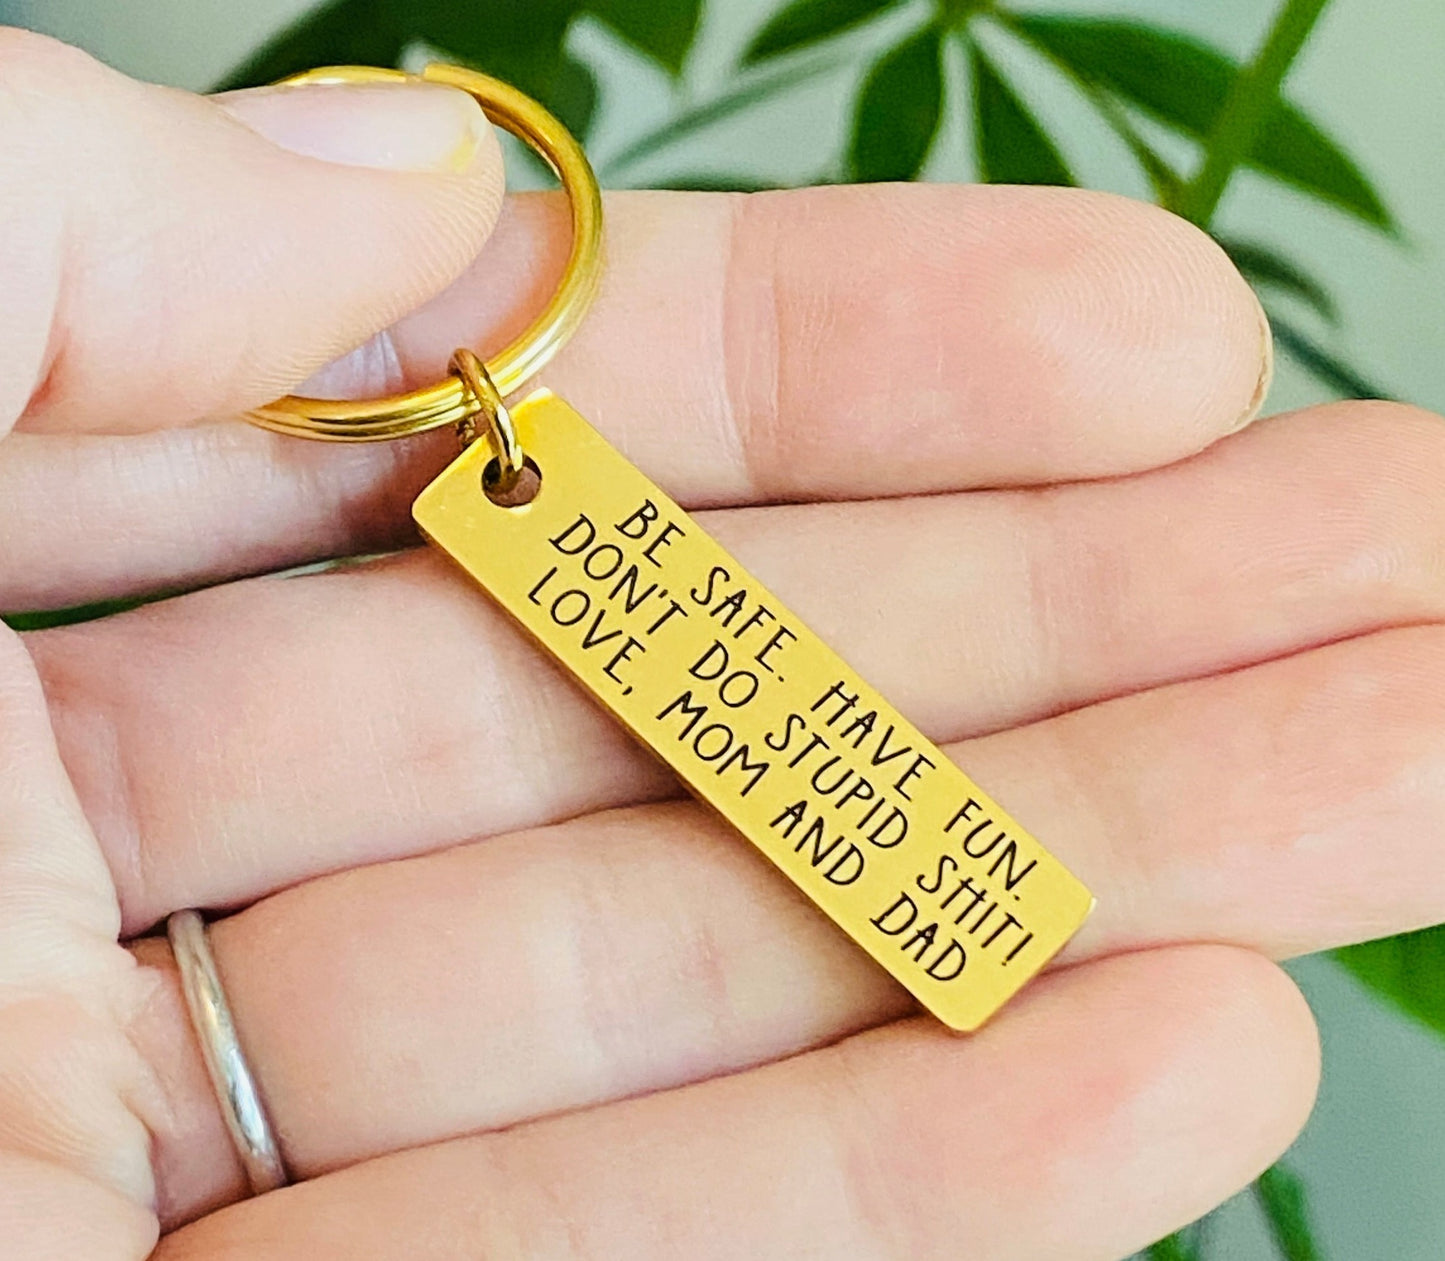 BE SAFE. HAVE FUN.
DON'T DO STUPID SHIT!
LOVE, MOM AND DAD